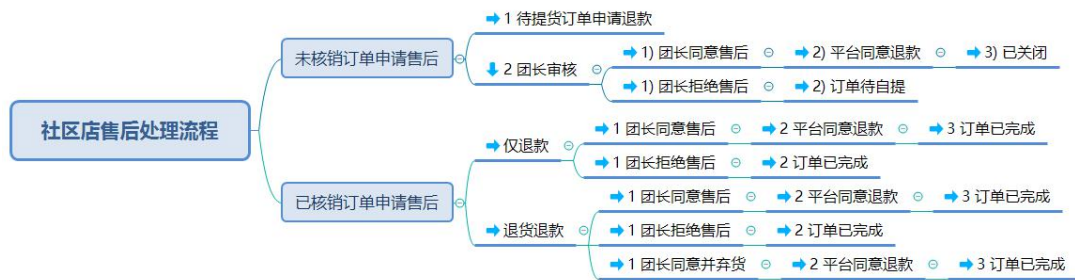 社区店售后处理流程
未核销订单申请售后
1 待提货订单申请退款
2 团长审核
1) 团长同意售后
2) 平台同意退款
3) 已关闭
1) 团长拒绝售后
2) 订单待自提
已核销订单申请售后
仅退款
1 团长同意售后
2 平台同意退款
3 订单已完成
1 团长拒绝售后
2 订单已完成
退货退款
1 团长同意售后
2 平台同意退款
3 订单已完成
1 团长拒绝售后
2 订单已完成
1 团长同意并弃货
2 平台同意退款
3 订单已完成